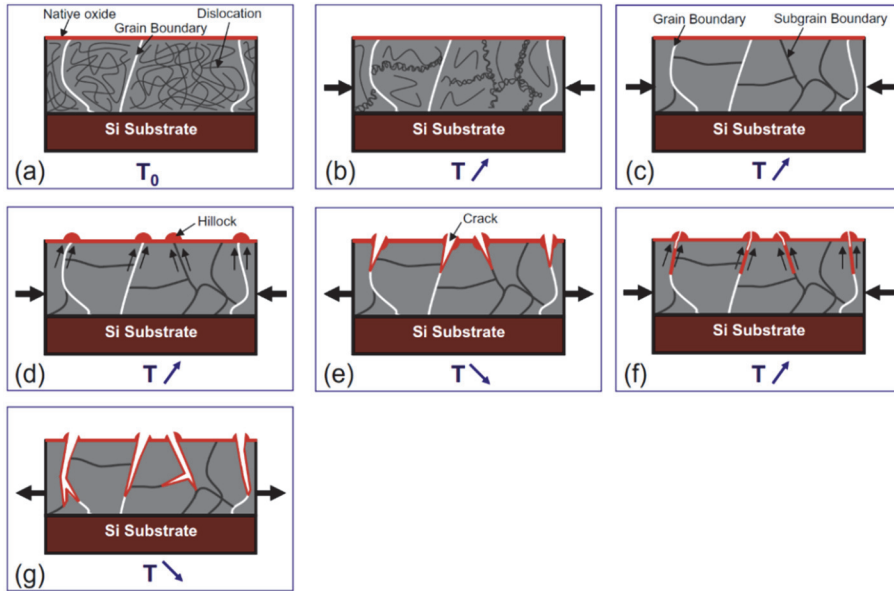 Native oxide
Grain Boundary
Dislocation
Si Substrate
(a)
T0
Si Substrate
(b)
T
Grain Boundary
Subgrain Boundary
Si Substrate
(c)
T
Hillock
Si Substrate
(d)
T
Crack
Si Substrate
(e)
T
Si Substrate
(f)
T
Si Substrate
(g)
T